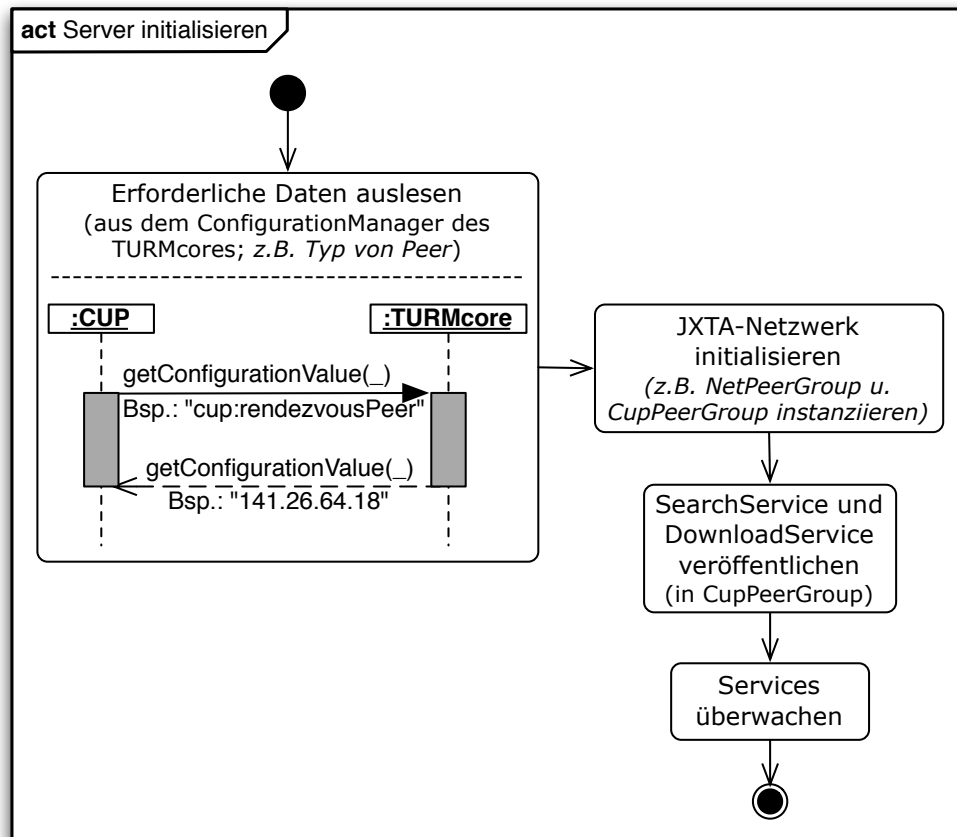 act Server initialisieren
Erforderliche Daten auslesen
(aus dem ConfigurationManager des
TURMcores; z.B. Typ von Peer)
:CUP
:TURMcore
getConfigurationValue(_)
Bsp.: "cup:rendezvousPeer"
getConfigurationValue(_)
Bsp.: "141.26.64.18"
JXTA-Netzwerk
initialisieren
(z.B. NetPeerGroup u.
CupPeerGroup instanziieren)
SearchService und
DownloadService
veröffentlichen
(in CupPeerGroup)
Services
überwachen